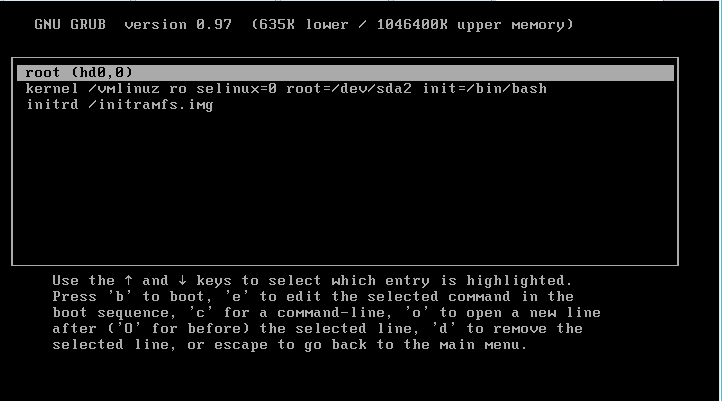 GNU GRUB  version 0.97  (635K lower / 1046400K upper memory)
root (hd0,0)
kernel /vmlinuz ro selinux=0 root=/dev/sda2 init=/bin/bash
initrd /initramfs.img
Use the ↑ and ↓ keys to select which entry is highlighted.
Press 'b' to boot, 'e' to edit the selected command in the
boot sequence, 'c' for a command-line, 'o' to open a new line
after ('O' for before) the selected line, 'd' to remove the
selected line, or escape to go back to the main menu.